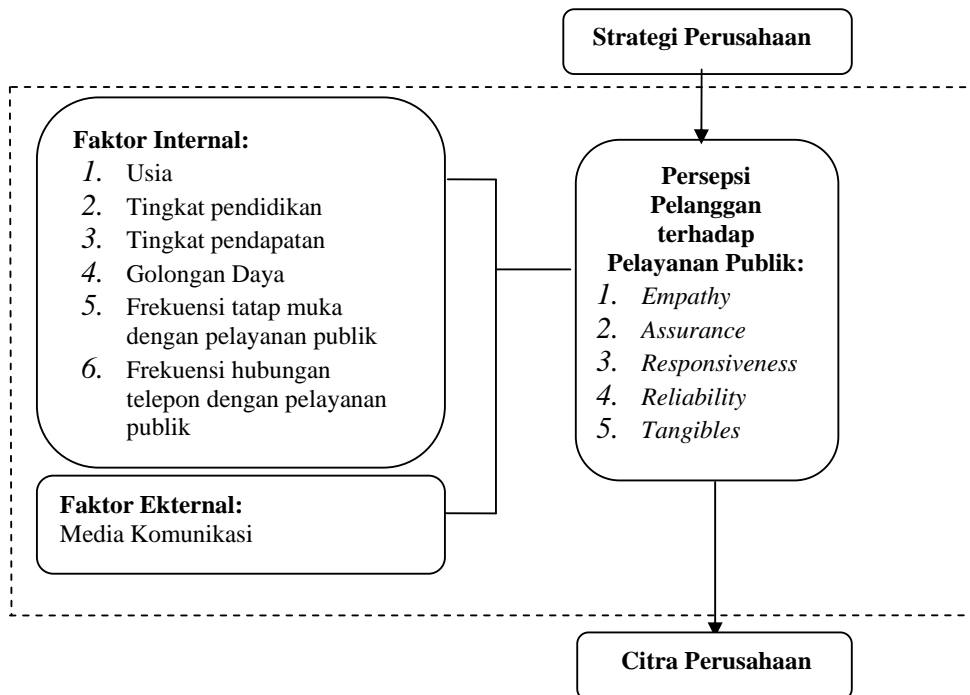 Strategi Perusahaan
Faktor Internal:
1. Usia
2. Tingkat pendidikan
3. Tingkat pendapatan
4. Golongan Daya
5. Frekuensi tatap muka
dengan pelayanan publik
6. Frekuensi hubungan
telepon dengan pelayanan
publik
Faktor Ekternal:
Media Komunikasi
Persepsi
Pelanggan
terhadap
Pelayanan Publik:
1. Empathy
2. Assurance
3. Responsiveness
4. Reliability
5. Tangibles
Citra Perusahaan